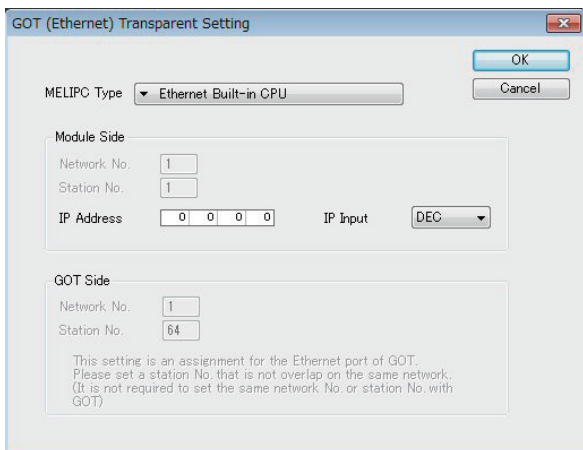 GOT (Ethernet) Transparent Setting
OK
MELIPC Type Ethernet Built-in CPU Cancel
Module Side
Network No. 1
Station No. 1
IP Address 0 0 0 0 IP Input DEC
GOT Side
Network No. 1
Station No. 64
This setting is an assignment for the Ethernet port of GOT.
Please set a station No. that is not overlap on the same network.
(It is not required to set the same network No. or station No. with
GOT)